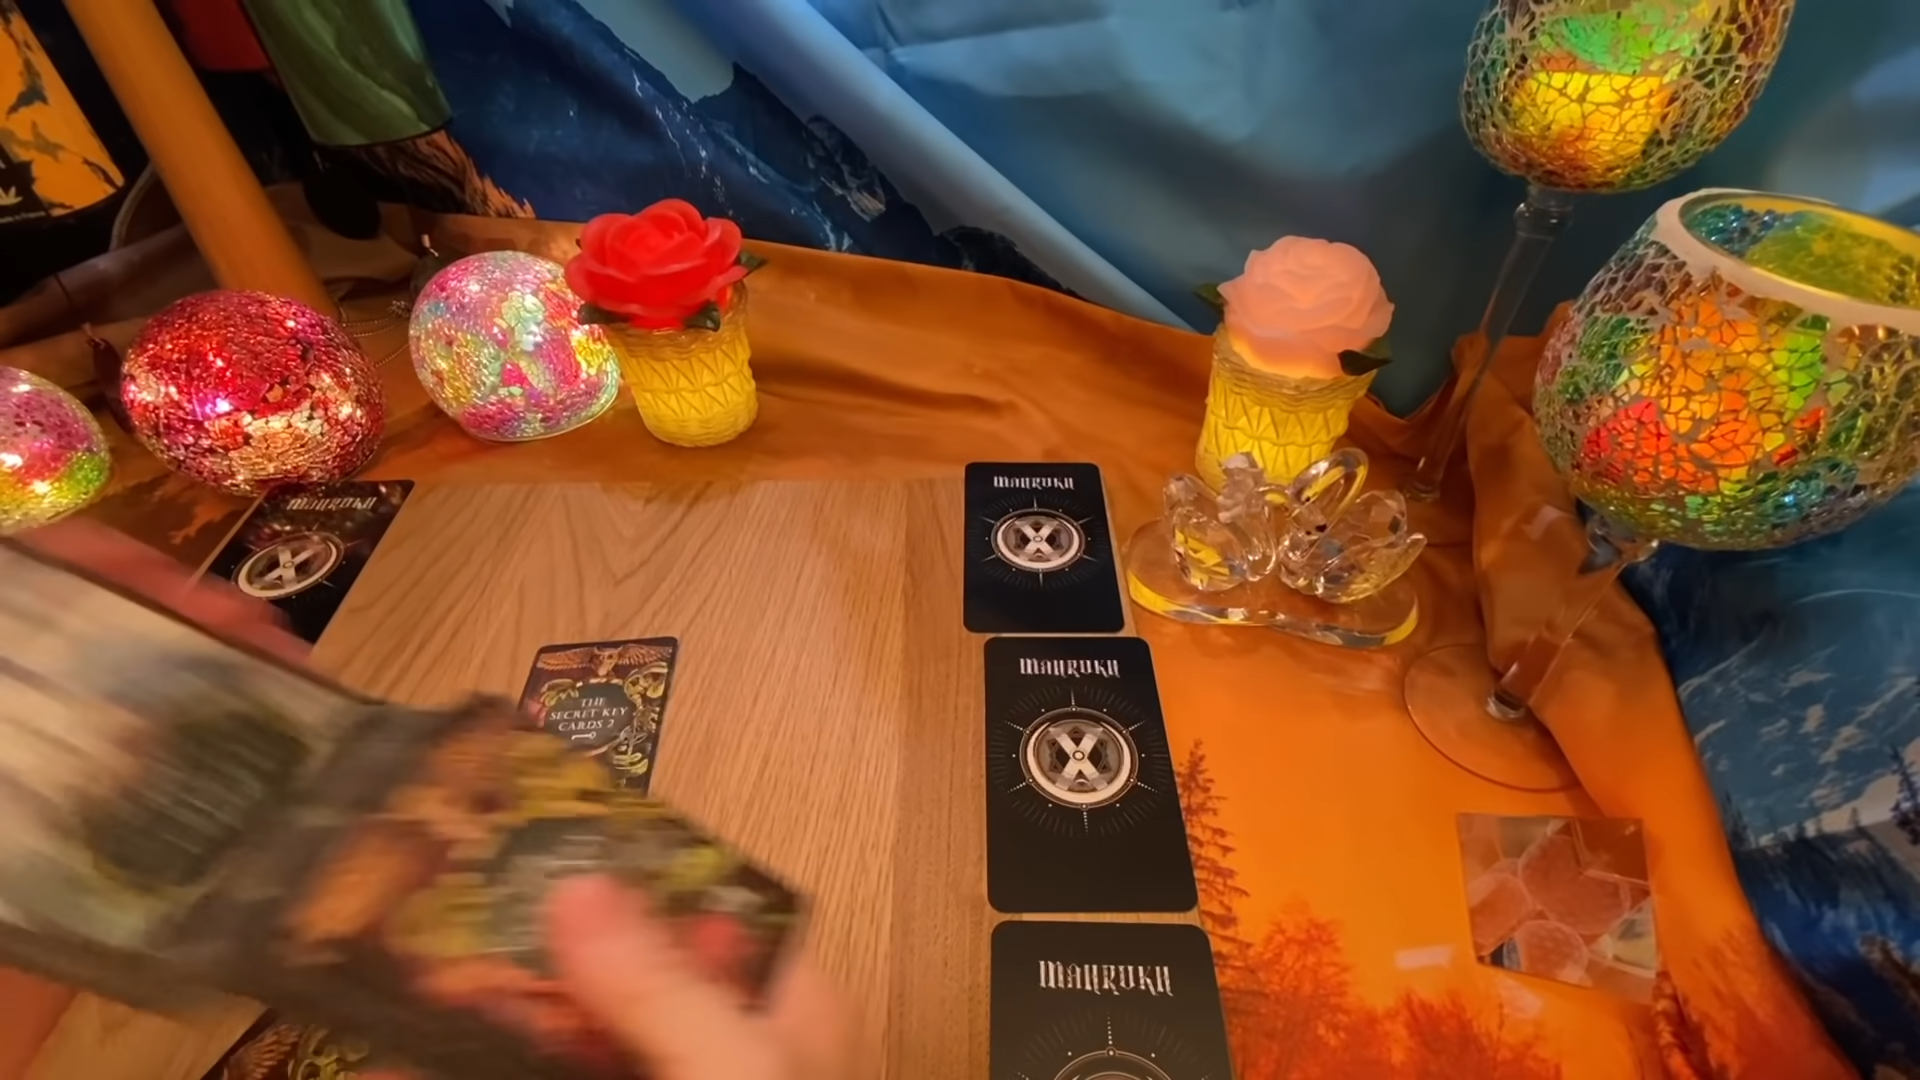 MAHROKH
MAHROKH
THE
SECRET KEY
CARDS 2
MAHROKH
MAHROKH